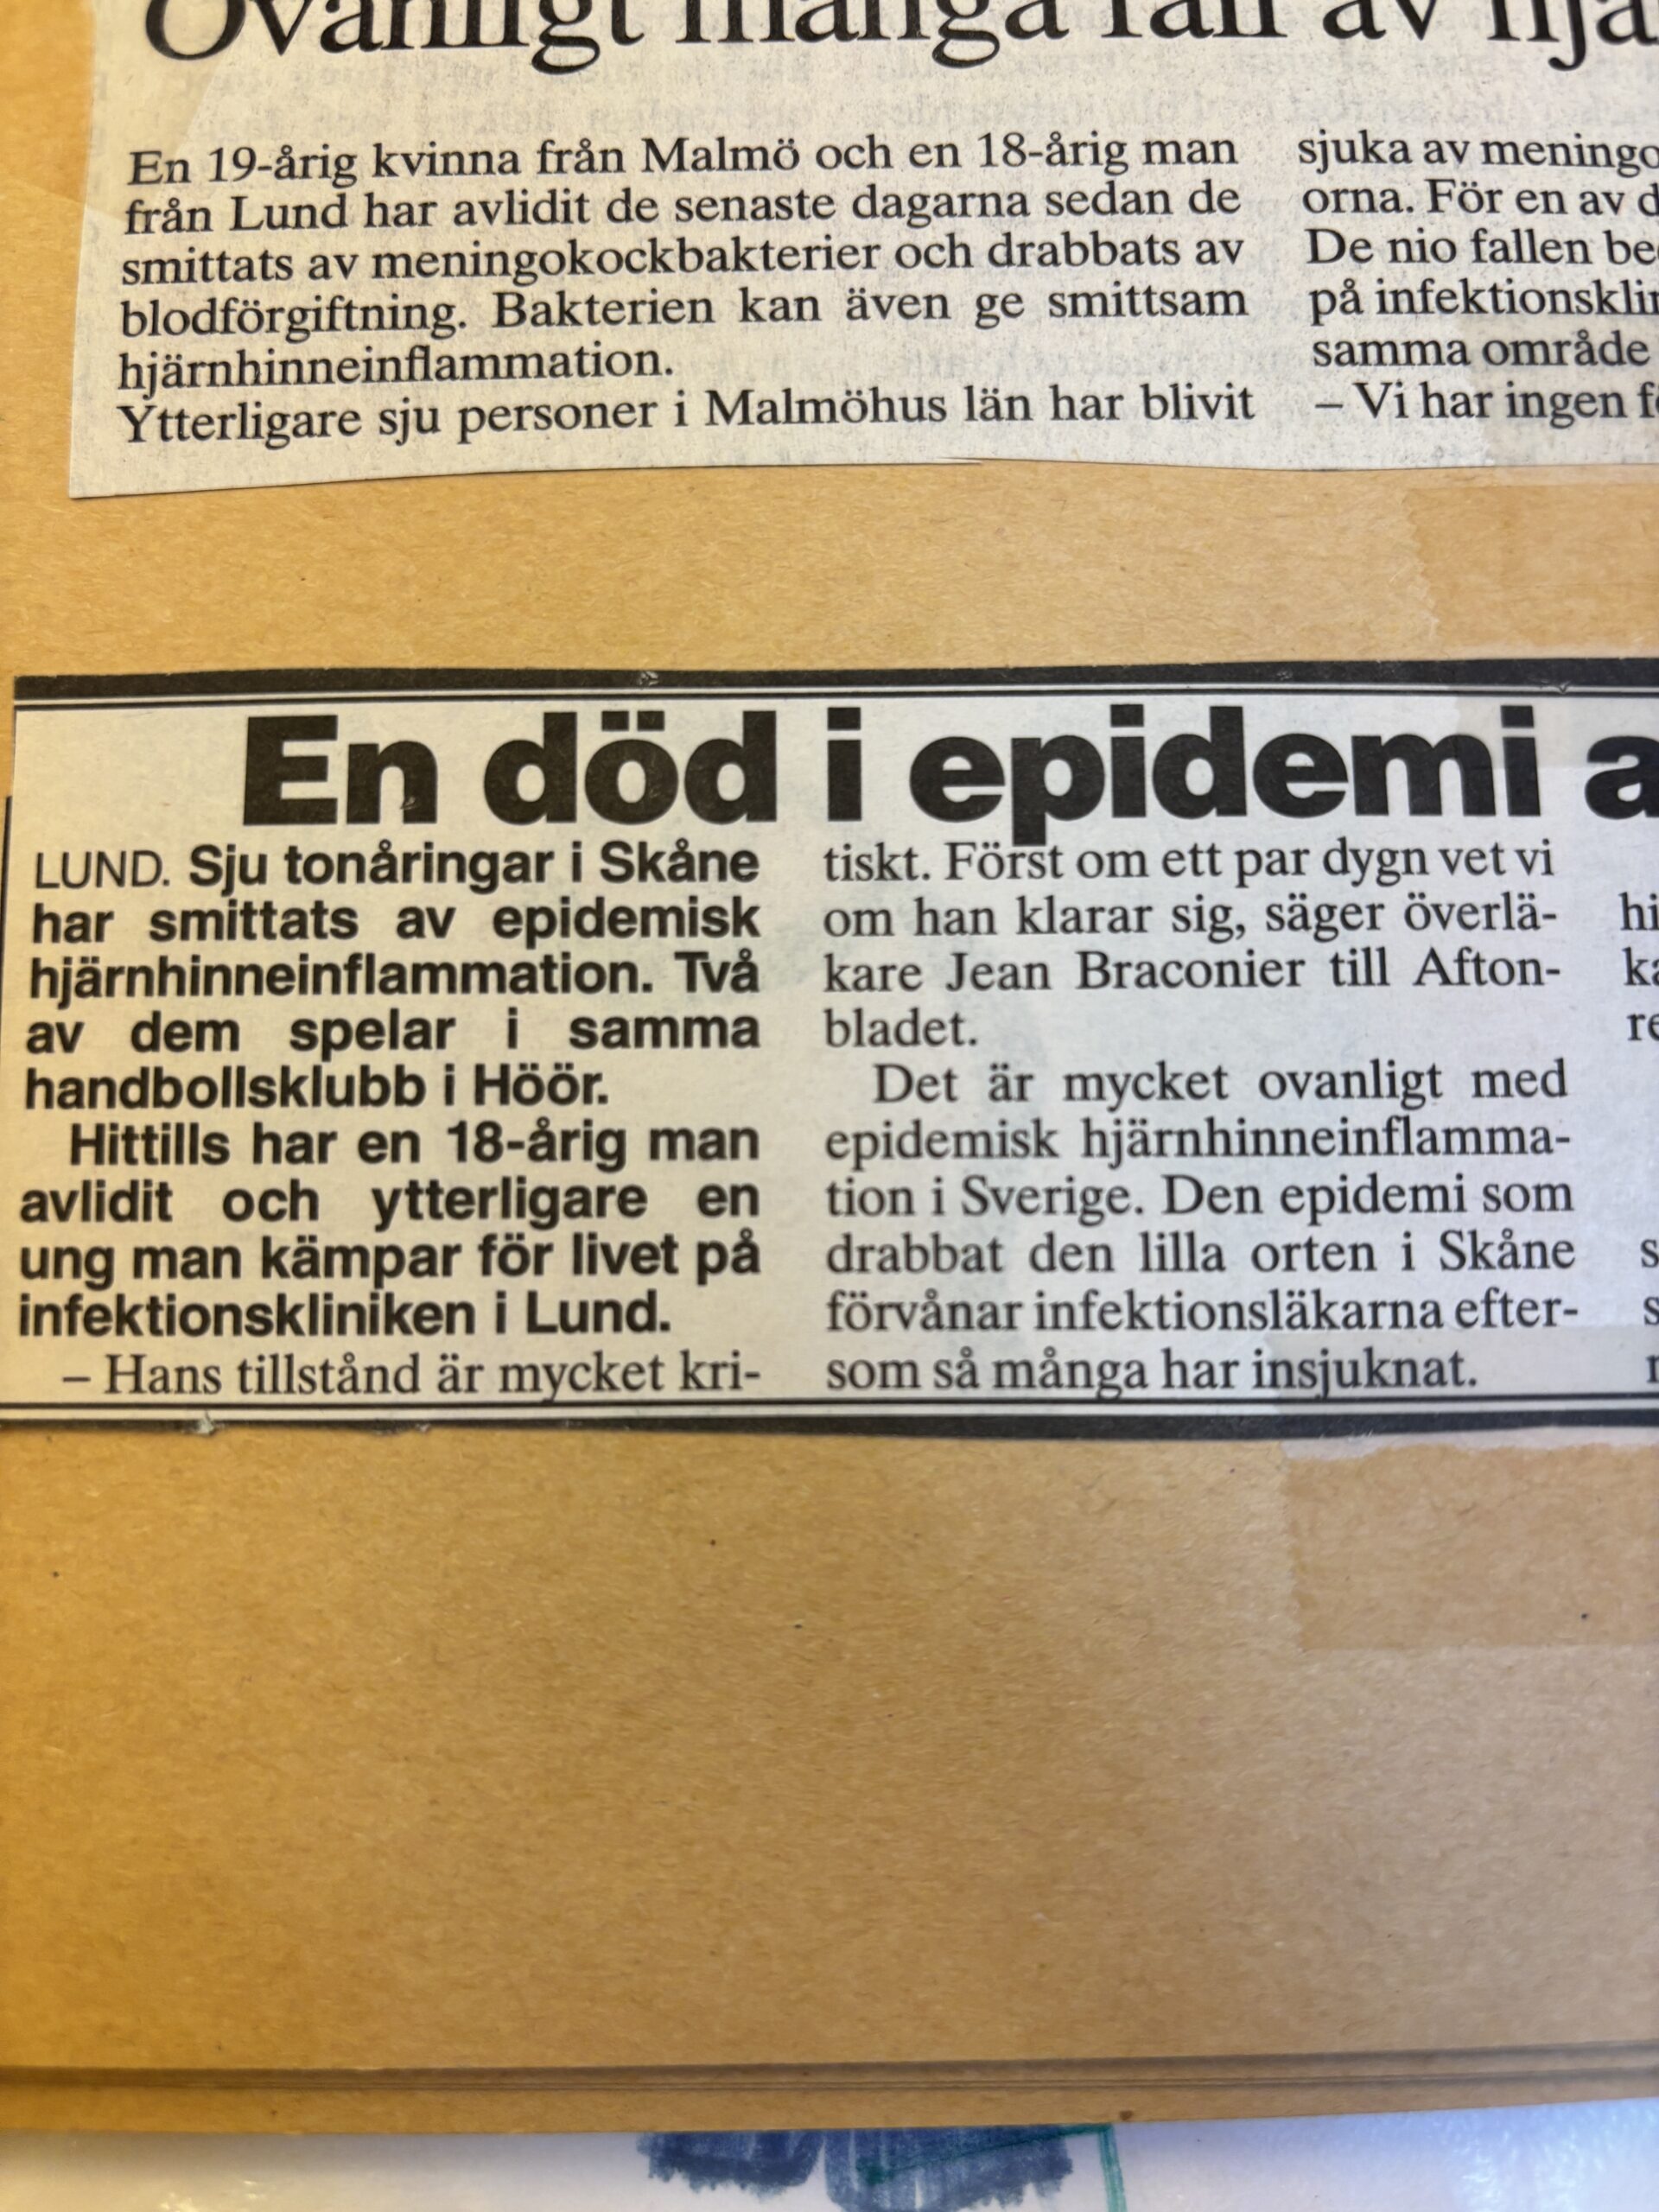 Ovanligt många fall av
En 19-årig kvinna från Malmö och en 18-årig man
från Lund har avlidit de senaste dagarna sedan de
smittats av meningokockbakterier och drabbats av
blodförgiftning. Bakterien kan även ge smittsam
hjärnhinneinflammation.
Ytterligare sju personer i Malmöhus län har blivit
sjuka av
orna. För en av
De nio fallen
på
samma område
– Vi har ingen
En död i epidemi
LUND. Sju tonåringar i Skåne
har smittats av epidemisk
hjärnhinneinflammation. Två
av dem spelar i samma
handbollsklubb i Höör.
Hittills har en 18-årig man
avlidit och ytterligare en
ung man kämpar för livet på
infektionskliniken i Lund.
– Hans tillstånd är mycket kri-
tiskt. Först om ett par dygn vet vi
om han klarar sig, säger överlä-
kare Jean Braconier till Afton-
bladet.
Det är mycket ovanligt med
epidemisk hjärnhinneinflamma-
tion i Sverige. Den epidemi som
drabbat den lilla orten i Skåne
förvånar infektionsläkarna efter-
som så många har insjuknat.